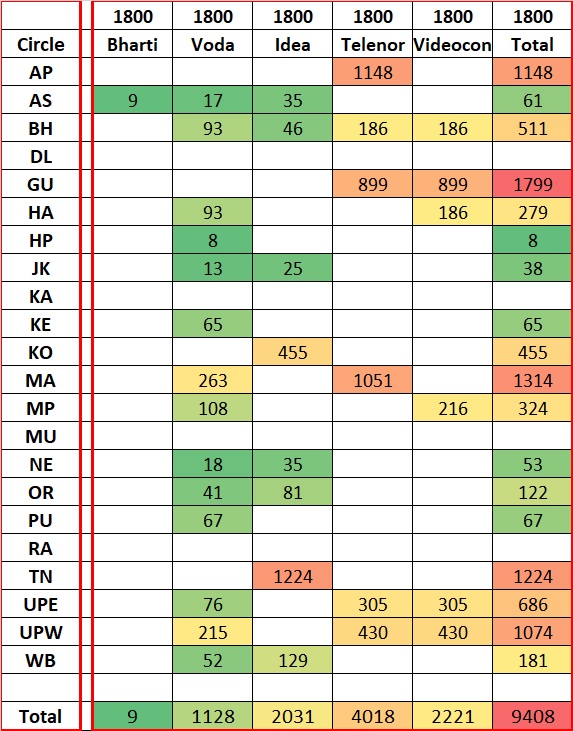 1800 1800 1800 1800 1800 1800
Circle Bharti Voda Idea Telenor Videocon Total
AP 1148 1148
AS 9 17 35 61
BH 93 46 186 186 511
DL
GU 899 899 1799
HA 93 186 279
HP 8 8
JK 13 25 38
KA
KE 65 65
KO 455 455
MA 263 1051 1314
MP 108 216 324
MU
NE 18 35 53
OR 41 81 122
PU 67 67
RA
TN 1224 1224
UPE 76 305 305 686
UPW 215 430 430 1074
WB 52 129 181
Total 9 1128 2031 4018 2221 9408